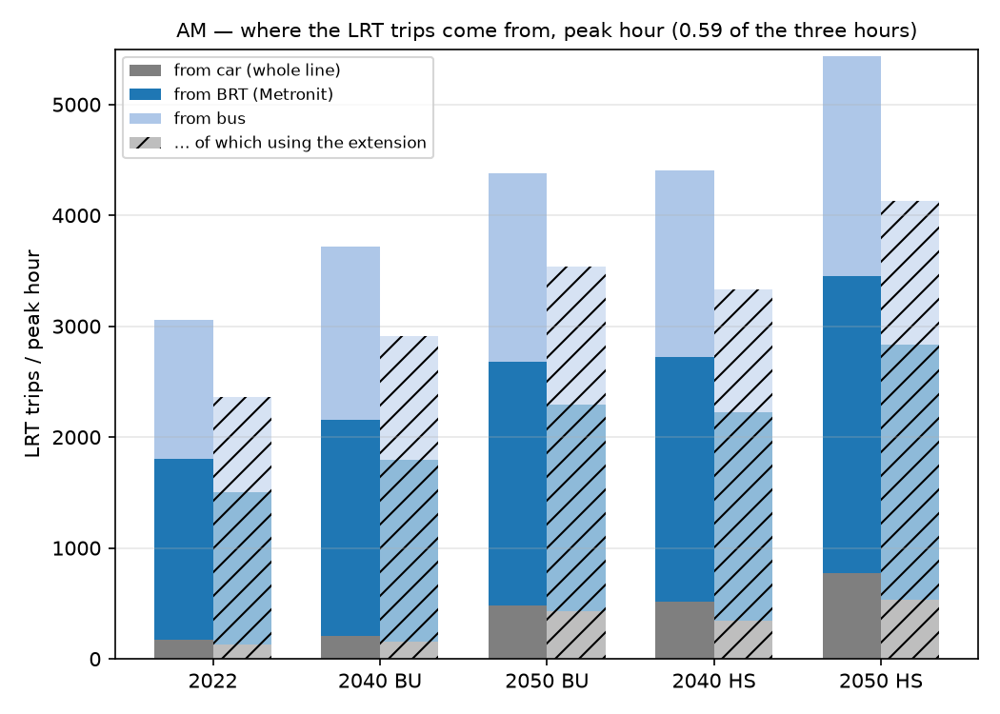 AM — where the LRT trips come from, peak hour (0.59 of the three hours)
from car (whole line)
from BRT (Metronit)
from bus
... of which using the extension
LRT trips / peak hour
5000
4000
3000
2000
1000
0
2022
2040 BU
2050 BU
2040 HS
2050 HS